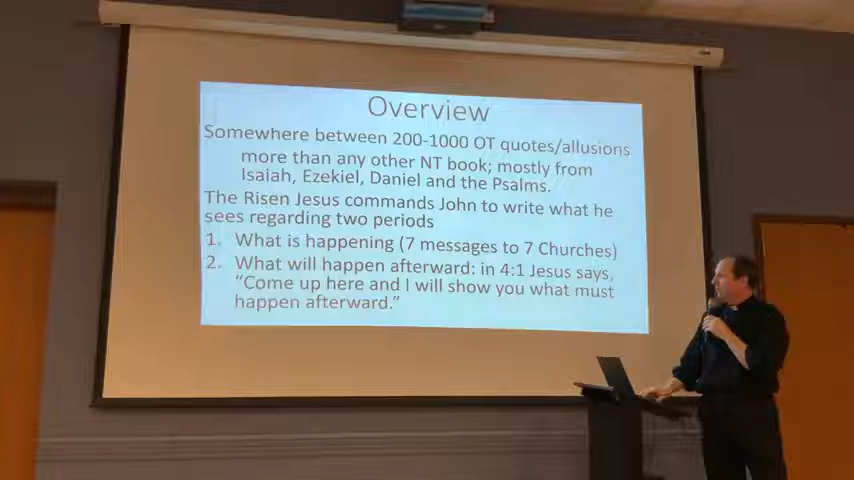 Overview
Somewhere between 200-1000 OT quotes/allusions
more than any other NT book; mostly from
Isaiah, Ezekiel, Daniel and the Psalms.
The Risen Jesus commands John to write what he
sees regarding two periods
1. What is happening (7 messages to 7 Churches)
2. What will happen afterward: in 4:1 Jesus says,
“Come up here and I will show you what must
happen afterward.”